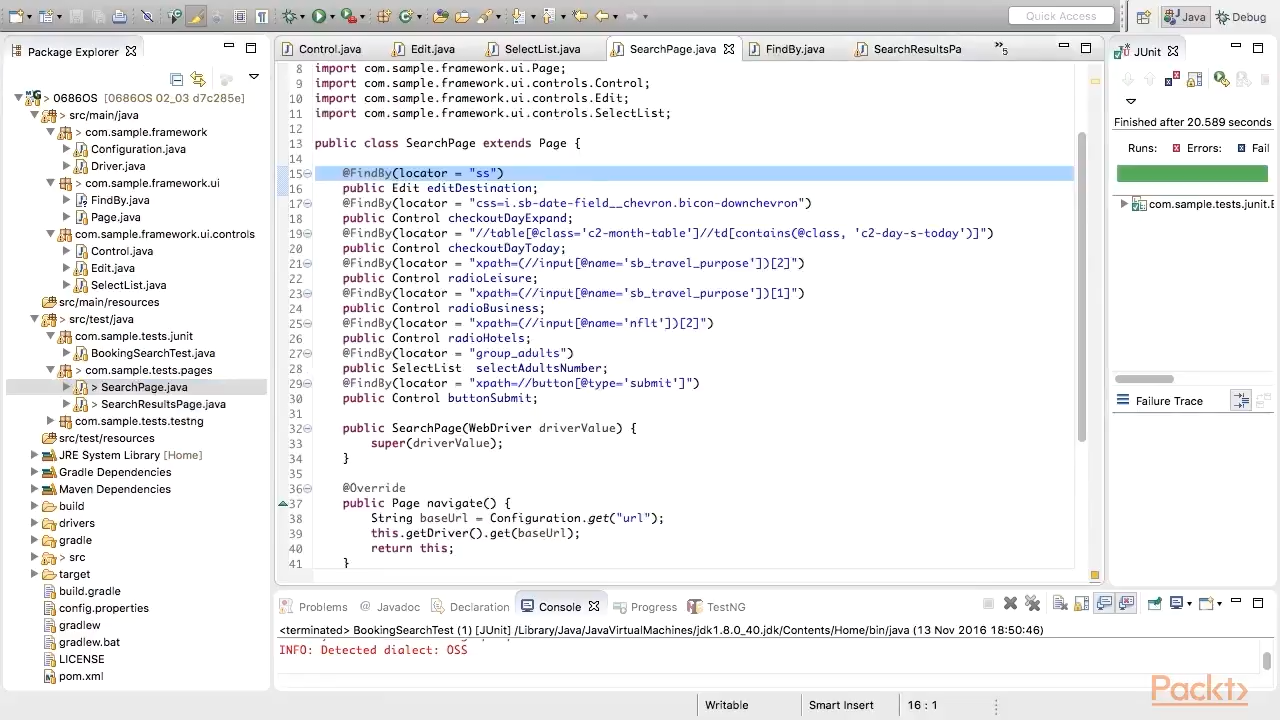 Quick Access
Java
Debug
Package Explorer
> 0686OS [0686OS 02_03 d7c285e]
> src/main/java
> com.sample.framework
Configuration.java
Driver.java
> com.sample.framework.ui
FindBy.java
Page.java
com.sample.framework.ui.controls
Control.java
Edit.java
SelectList.java
src/main/resources
> src/test/java
com.sample.tests.junit
BookingSearchTest.java
> com.sample.tests.pages
> SearchPage.java
> SearchResultsPage.java
com.sample.tests.testng
src/test/resources
JRE System Library [Home]
Gradle Dependencies
Maven Dependencies
build
drivers
gradle
> src
target
build.gradle
config.properties
gradlew
gradlew.bat
LICENSE
pom.xml
Control.java
Edit.java
SelectList.java
SearchPage.java
FindBy.java
SearchResultsPa
»5
8 import com.sample.framework.ui.Page;
9 import com.sample.framework.ui.controls.Control;
10 import com.sample.framework.ui.controls.Edit;
11 import com.sample.framework.ui.controls.SelectList;
12
13 public class SearchPage extends Page {
14
15 @FindBy(locator = "ss")
16 public Edit editDestination;
17 @FindBy(locator = "css=i.sb-date-field__chevron.bicon-downchevron")
18 public Control checkoutDayExpand;
19 @FindBy(locator = "//table[@class='c2-month-table']//td[contains(@class, 'c2-day-s-today')]")
20 public Control checkoutDayToday;
21 @FindBy(locator = "xpath=(//input[@name='sb_travel_purpose'])[2]")
22 public Control radioLeisure;
23 @FindBy(locator = "xpath=(//input[@name='sb_travel_purpose'])[1]")
24 public Control radioBusiness;
25 @FindBy(locator = "xpath=(//input[@name='nflt'])[2]")
26 public Control radioHotels;
27 @FindBy(locator = "group_adults")
28 public SelectList selectAdultsNumber;
29 @FindBy(locator = "xpath=//button[@type='submit']")
30 public Control buttonSubmit;
31
32 public SearchPage(WebDriver driverValue) {
33 super(driverValue);
34 }
35
36 @Override
37 public Page navigate() {
38 String baseUrl = Configuration.get("url");
39 this.getDriver().get(baseUrl);
40 return this;
41 }
JUnit
Finished after 20.589 seconds
Runs: Errors: Fail
com.sample.tests.junit.B
Failure Trace
Problems
@ Javadoc
Declaration
Console
Progress
TestNG
<terminated> BookingSearchTest (1) [JUnit] /Library/Java/JavaVirtualMachines/jdk1.8.0_40.jdk/Contents/Home/bin/java (13 Nov 2016 18:50:46)
INFO: Detected dialect: OSS
Writable
Smart Insert
16 : 1
Packt>